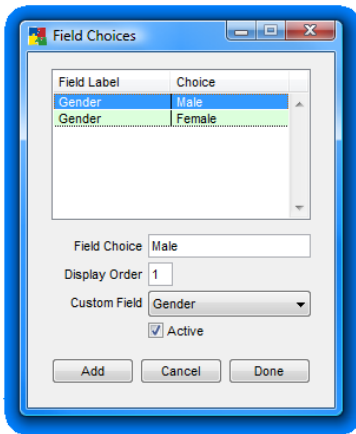 Field Choices
Field Label Choice
Gender Male
Gender Female
Field Choice Male
Display Order 1
Custom Field Gender
Active
Add Cancel Done